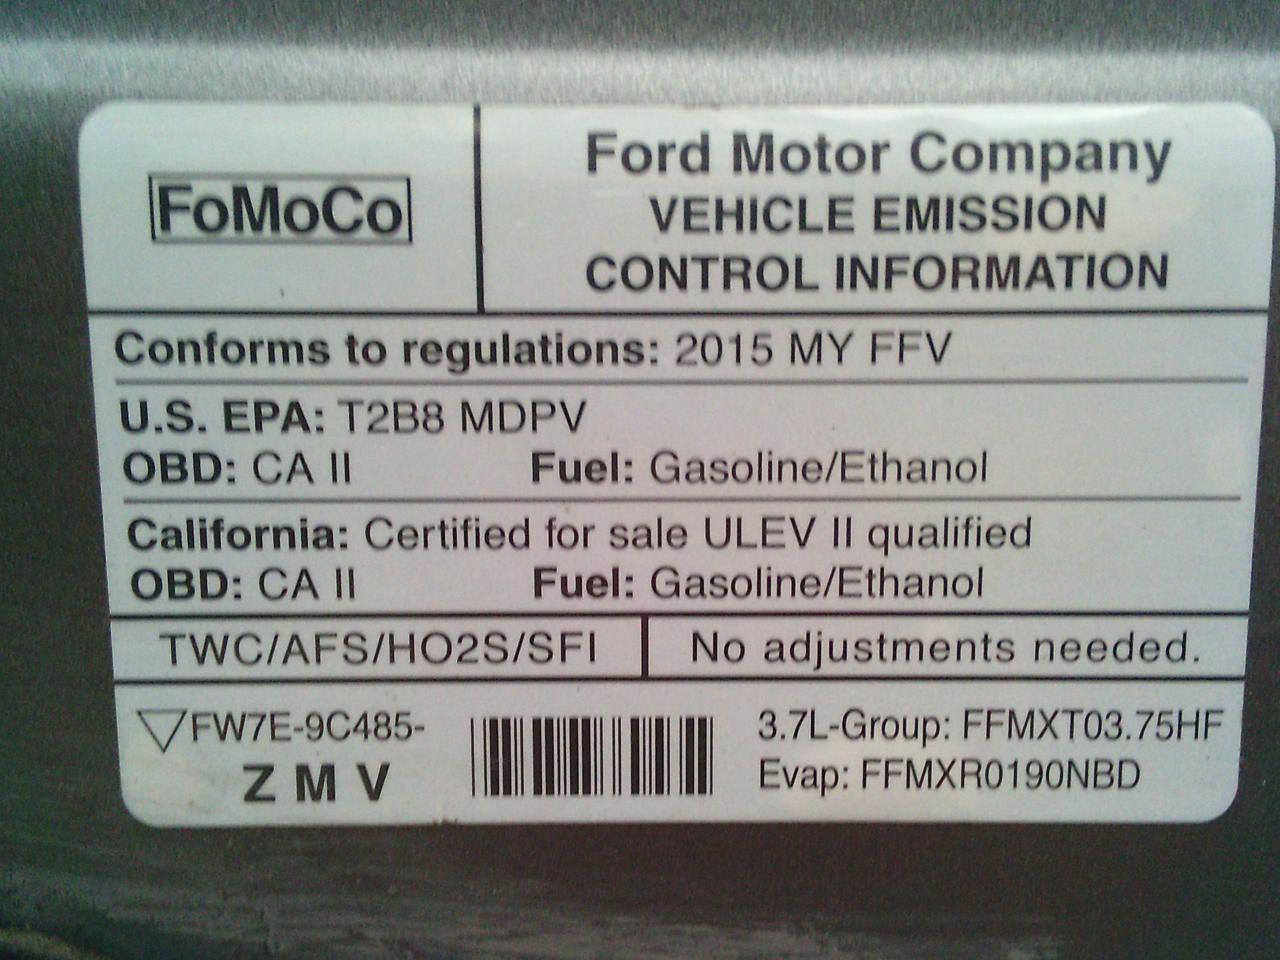 FoMoCo
Ford Motor Company
VEHICLE EMISSION
CONTROL INFORMATION
Conforms to regulations: 2015 MY FFV
U.S. EPA: T2B8 MDPV
OBD: CA II Fuel: Gasoline/Ethanol
California: Certified for sale ULEV II qualified
OBD: CA II Fuel: Gasoline/Ethanol
TWC/AFS/HO2S/SFI No adjustments needed.
FW7E-9C485-
Z M V
3.7L-Group: FFMXT03.75HF
Evap: FFMXR0190NBD